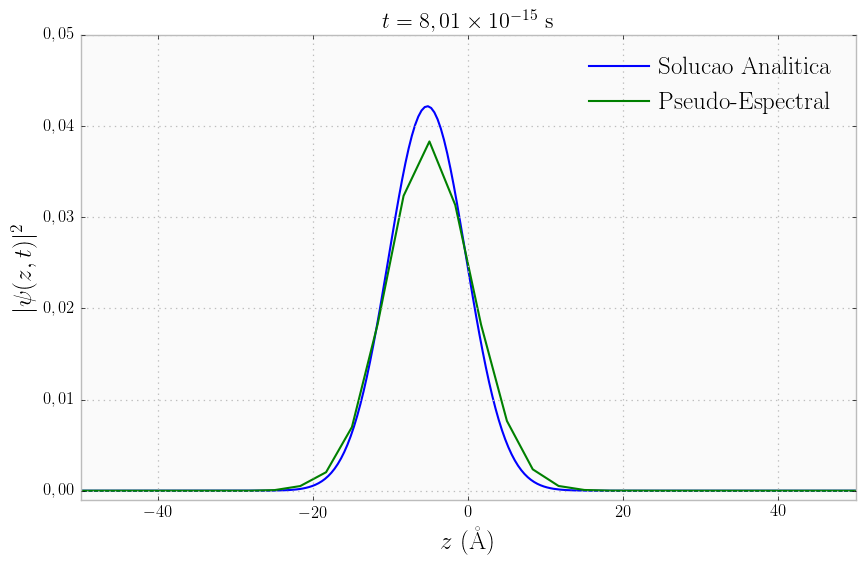 t = 8,01 × 10⁻¹⁵ s
0,05
0,04
0,03
0,02
0,01
0,00
|ψ(z, t)|²
Solucao Analitica
Pseudo-Espectral
−40 −20 0 20 40
z (Å)